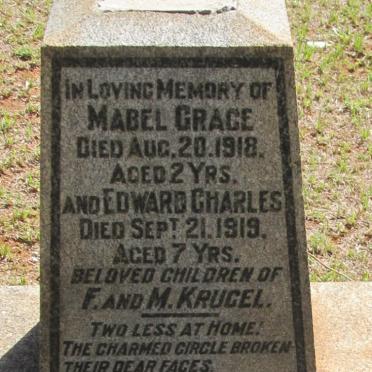 IN LOVING MEMORY OF
MABEL GRACE
DIED AUG. 20. 1918.
AGED 2 YRS.
AND EDWARD CHARLES
DIED SEPT 21. 1919.
AGED 7 YRS.
BELOVED CHILDREN OF
F. AND M. KRUGEL.
TWO LESS AT HOME!
THE CHARMED CIRCLE BROKEN
THEIR DEAR FACES